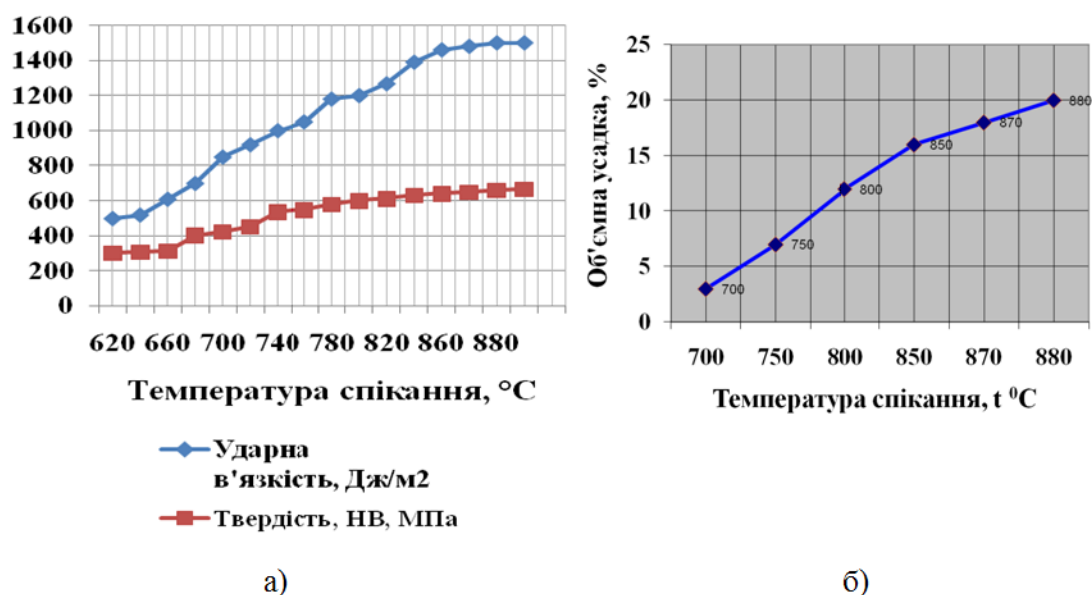 1600
1400
1200
1000
800
600
400
200
0
620 660 700 740 780 820 860 880
Температура спікання, °С
Ударна
в'язкість, Дж/м2
Твердість, НВ, МПа
а)
25
20
15
10
5
0
Об'ємна усадка, %
700
750
800
850
870
880
700 750 800 850 870 880
Температура спікання, t ⁰С
б)